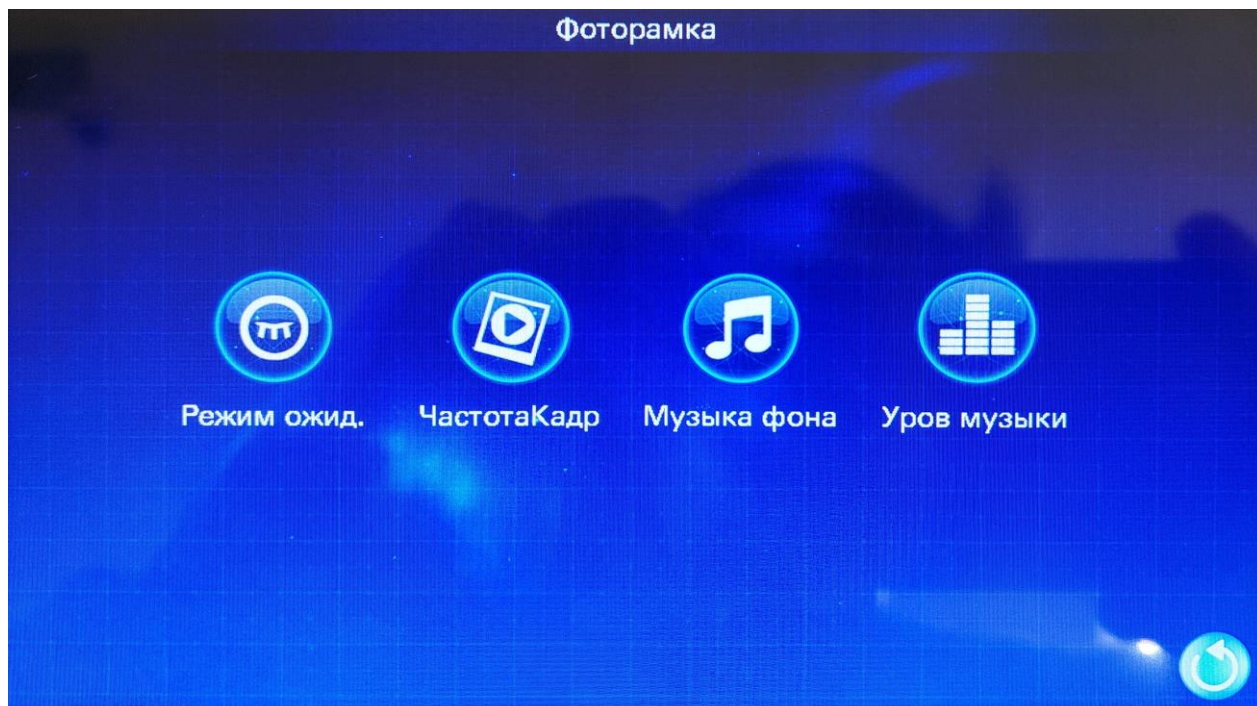 Фоторамка
Режим ожид. ЧастотаКадр Музыка фона Уров музыки